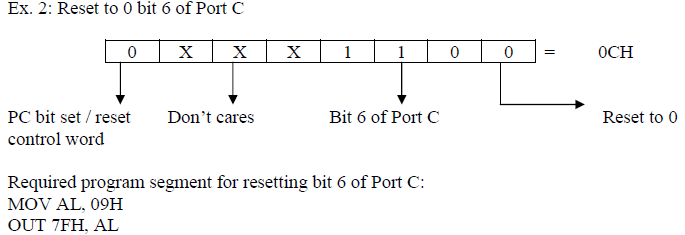 Ex. 2: Reset to 0 bit 6 of Port C
0 X X X 1 1 0 0 = 0CH
PC bit set / reset control word
Don’t cares
Bit 6 of Port C
Reset to 0
Required program segment for resetting bit 6 of Port C:
MOV AL, 09H
OUT 7FH, AL